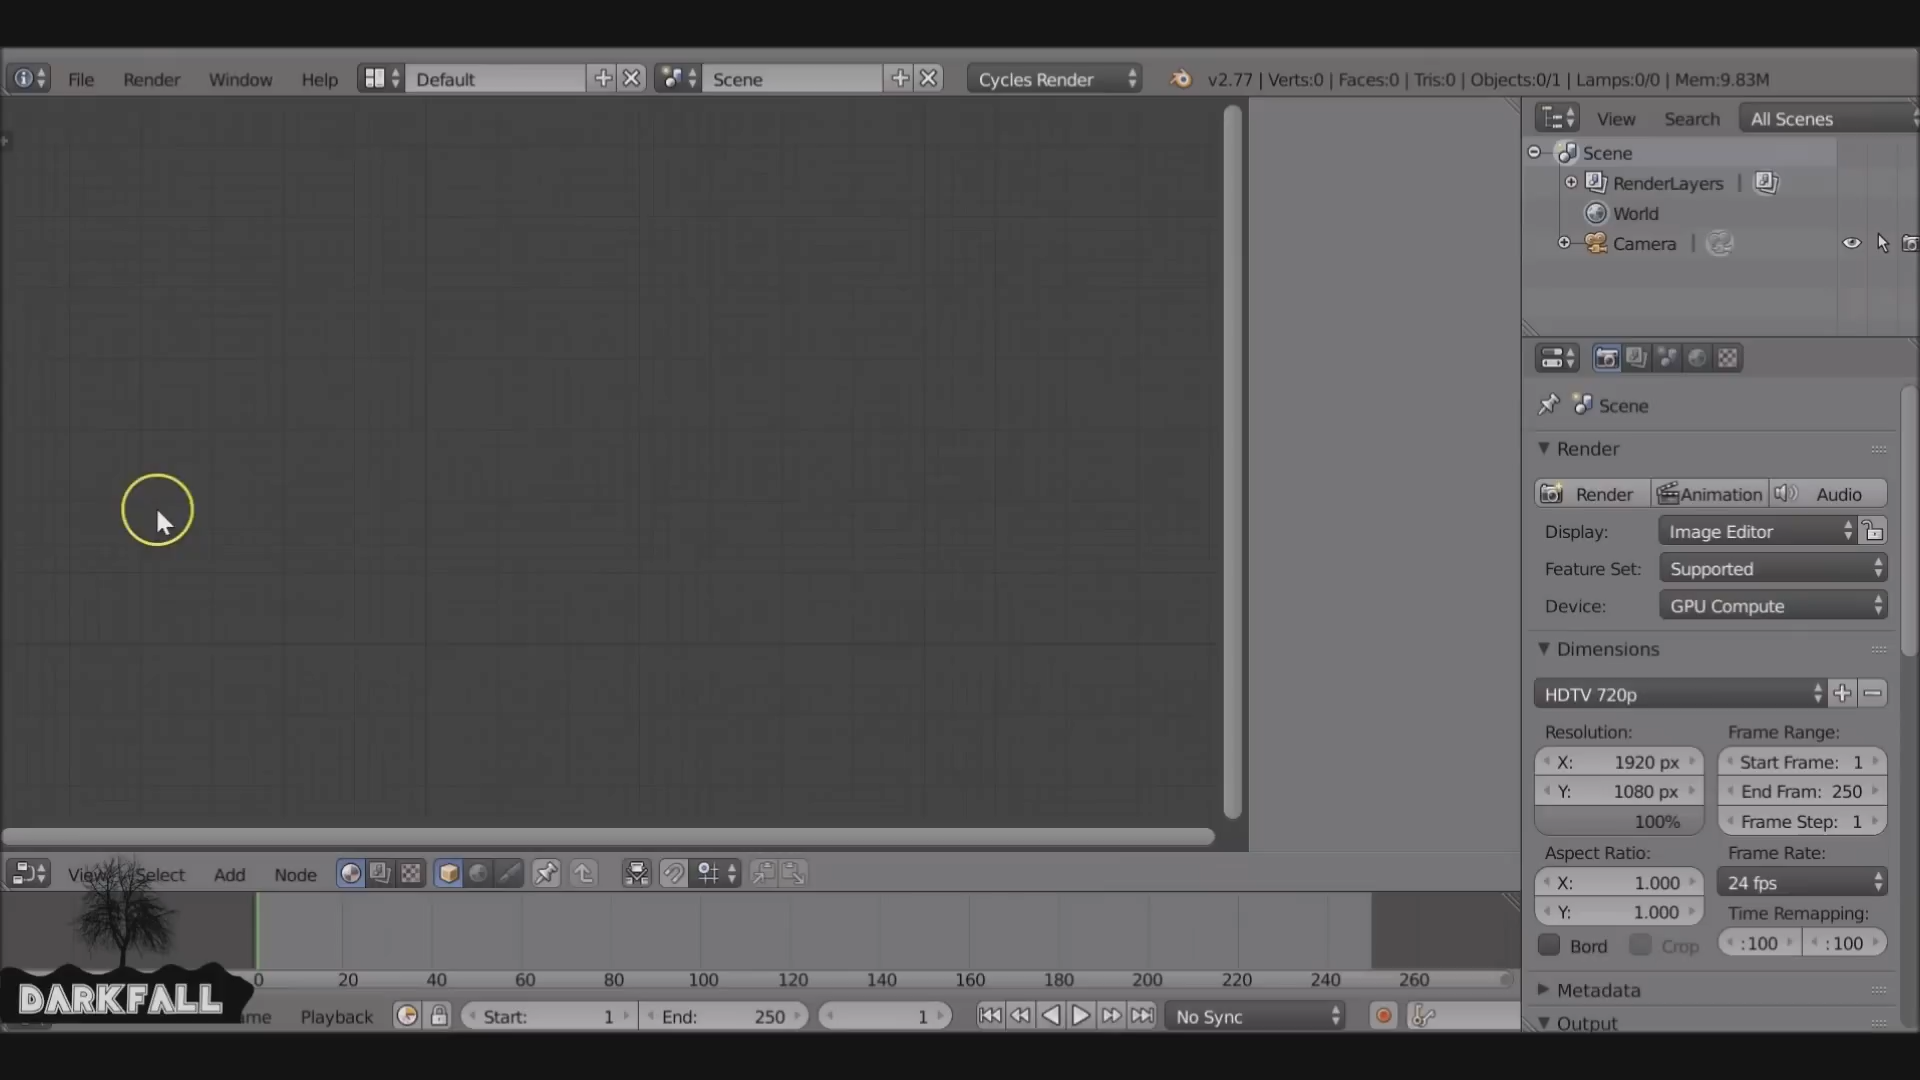 File Render Window Help Default Scene Cycles Render v2.77 | Verts:0 | Faces:0 | Tris:0 | Objects:0/1 | Lamps:0/0 | Mem:9.83M
View Search All Scenes
Scene
RenderLayers
World
Camera
Scene
Render
Render Animation Audio
Display: Image Editor
Feature Set: Supported
Device: GPU Compute
Dimensions
HDTV 720p
Resolution: Frame Range:
X: 1920 px Start Frame: 1
Y: 1080 px End Fram: 250
100% Frame Step: 1
Aspect Ratio: Frame Rate:
X: 1.000 24 fps
Y: 1.000 Time Remapping:
Bord Crop :100 :100
Metadata
Output
View Select Add Node
0 20 40 60 80 100 120 140 160 180 200 220 240 260
DARKFALL
Playback Start: 1 End: 250 1 No Sync